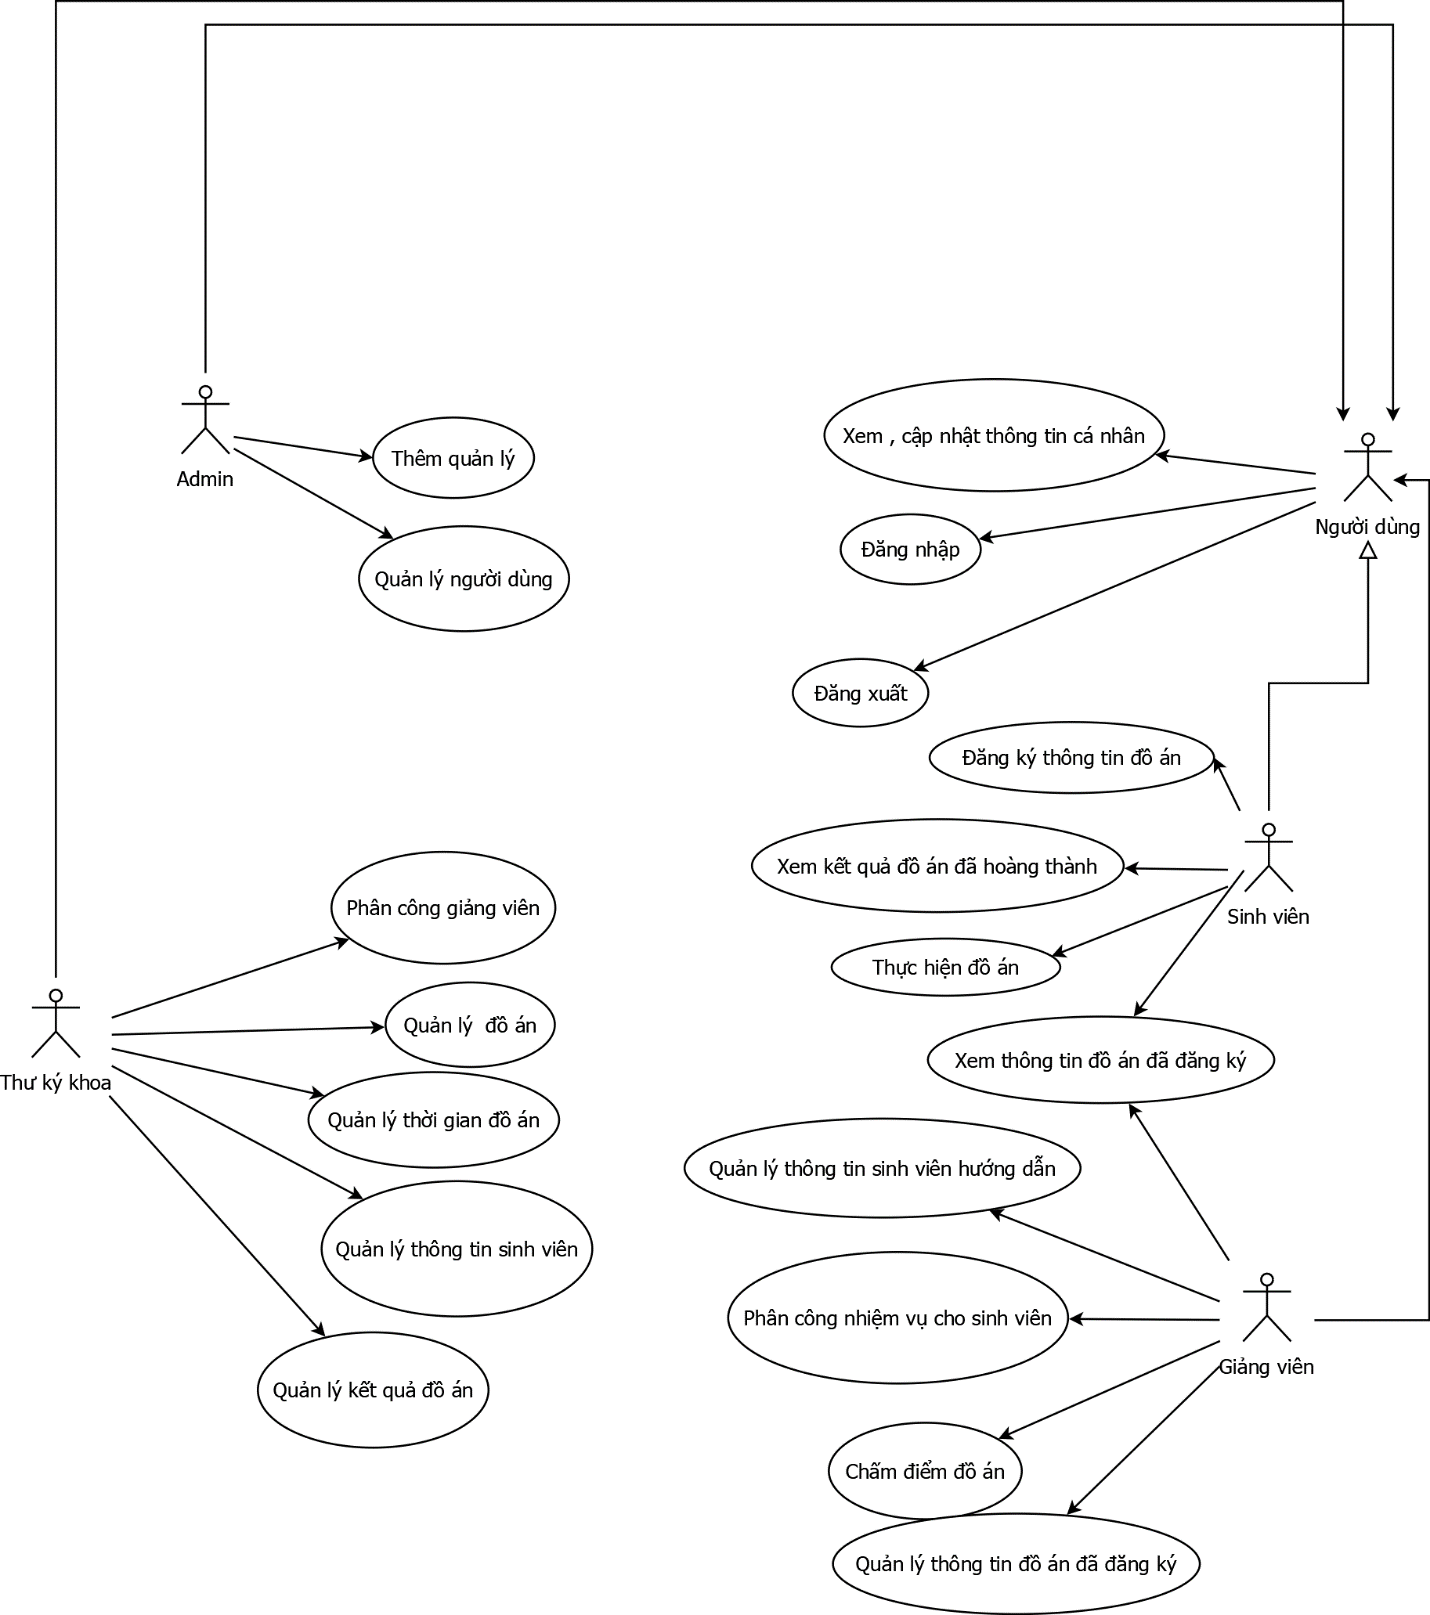 Admin
Thêm quản lý
Quản lý người dùng
Xem , cập nhật thông tin cá nhân
Đăng nhập
Đăng xuất
Người dùng
Đăng ký thông tin đồ án
Xem kết quả đồ án đã hoàng thành
Thực hiện đồ án
Sinh viên
Xem thông tin đồ án đã đăng ký
Thư ký khoa
Phân công giảng viên
Quản lý đồ án
Quản lý thời gian đồ án
Quản lý thông tin sinh viên
Quản lý kết quả đồ án
Quản lý thông tin sinh viên hướng dẫn
Phân công nhiệm vụ cho sinh viên
Giảng viên
Chấm điểm đồ án
Quản lý thông tin đồ án đã đăng ký